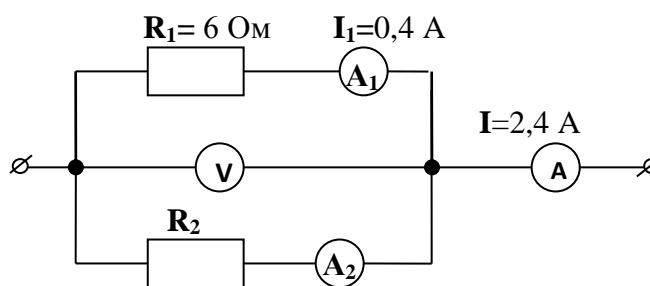 R₁= 6 Ом I₁=0,4 А
A₁
I=2,4 А
V A
R₂
A₂